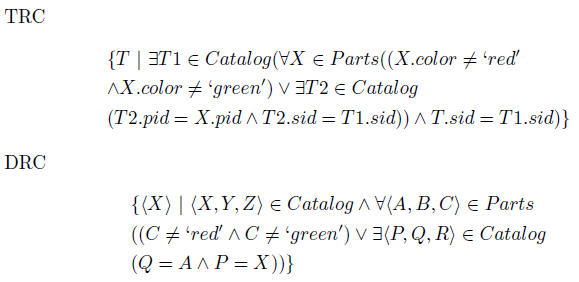 TRC
{T | ∃T1 ∈ Catalog(∀X ∈ Parts((X.color ≠ ‘red′
∧X.color ≠ ‘green′) ∨ ∃T2 ∈ Catalog
(T2.pid = X.pid ∧ T2.sid = T1.sid)) ∧ T.sid = T1.sid)}
DRC
{⟨X⟩ | ⟨X, Y, Z⟩ ∈ Catalog ∧ ∀⟨A, B, C⟩ ∈ Parts
((C ≠ ‘red′ ∧ C ≠ ‘green′) ∨ ∃⟨P, Q, R⟩ ∈ Catalog
(Q = A ∧ P = X))}